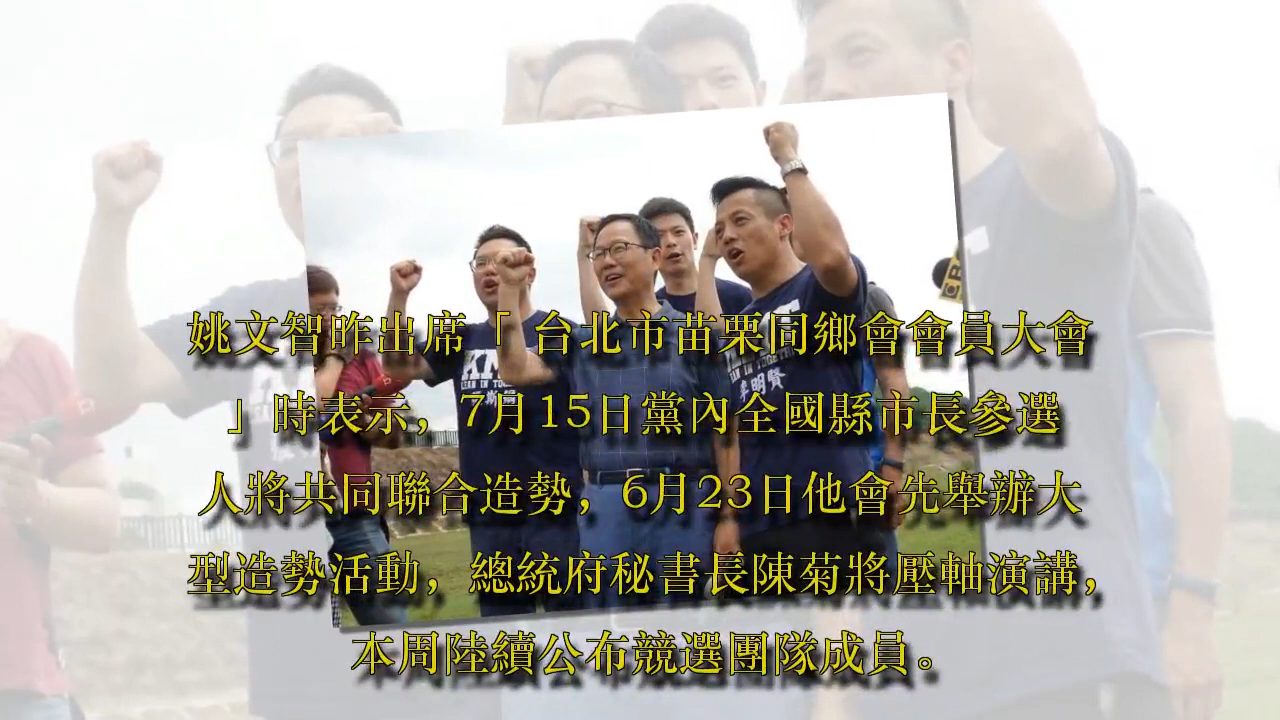 姚文智昨出席「 台北市苗栗同鄉會會員大會
」時表示，7月15日黨內全國縣市長參選
人將共同聯合造勢，6月23日他會先舉辦大
型造勢活動，總統府秘書長陳菊將壓軸演講，
本周陸續公布競選團隊成員。